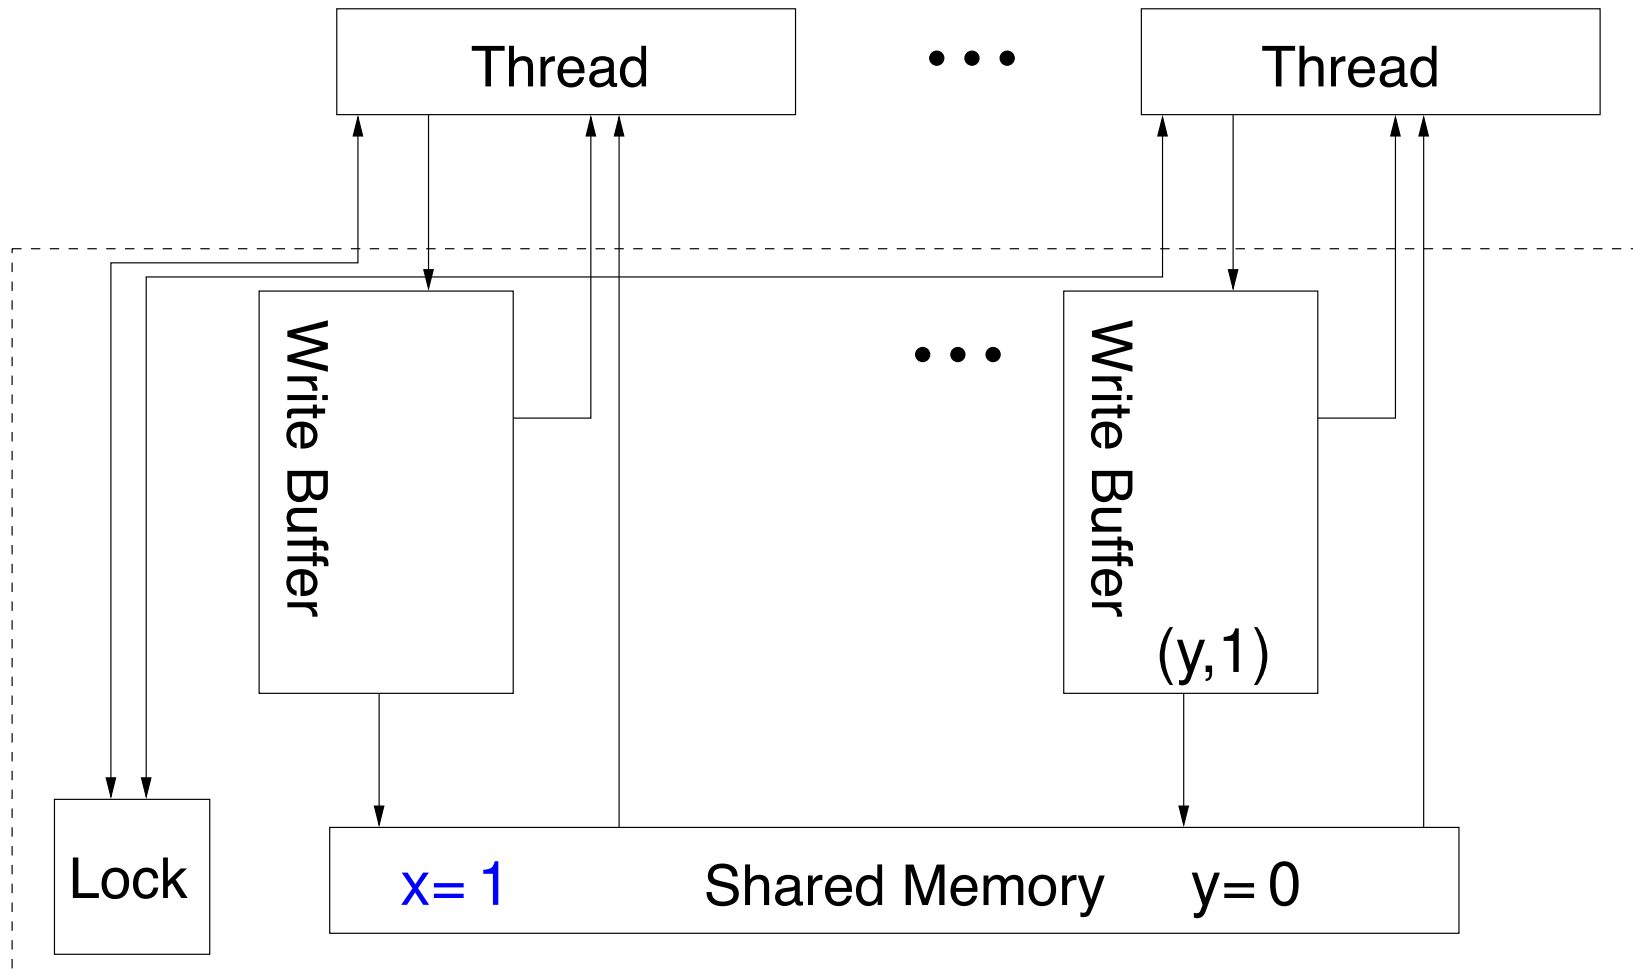 Thread
Thread
Write Buffer
Write Buffer
(y,1)
Lock
x= 1
Shared Memory
y= 0